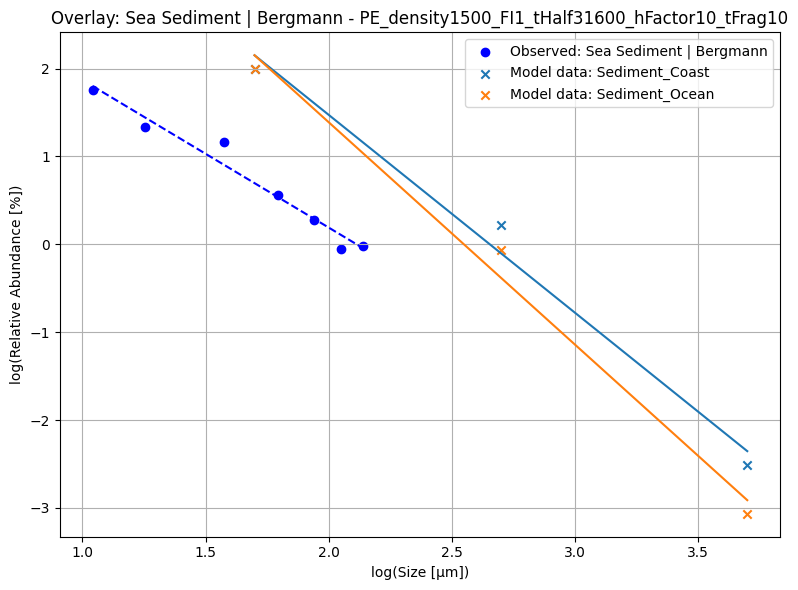 Overlay: Sea Sediment | Bergmann - PE_density1500_FI1_tHalf31600_hFactor10_tFrag10
Observed: Sea Sediment | Bergmann
Model data: Sediment_Coast
Model data: Sediment_Ocean
log(Relative Abundance [%])
2
1
0
−1
−2
−3
1.0 1.5 2.0 2.5 3.0 3.5
log(Size [μm])